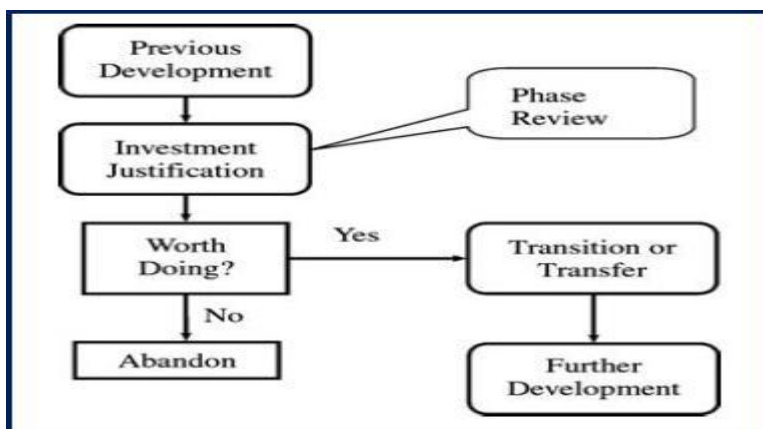 Previous
Development
Phase
Review
Investment
Justification
Worth
Doing?
Yes
Transition or
Transfer
No
Abandon
Further
Development